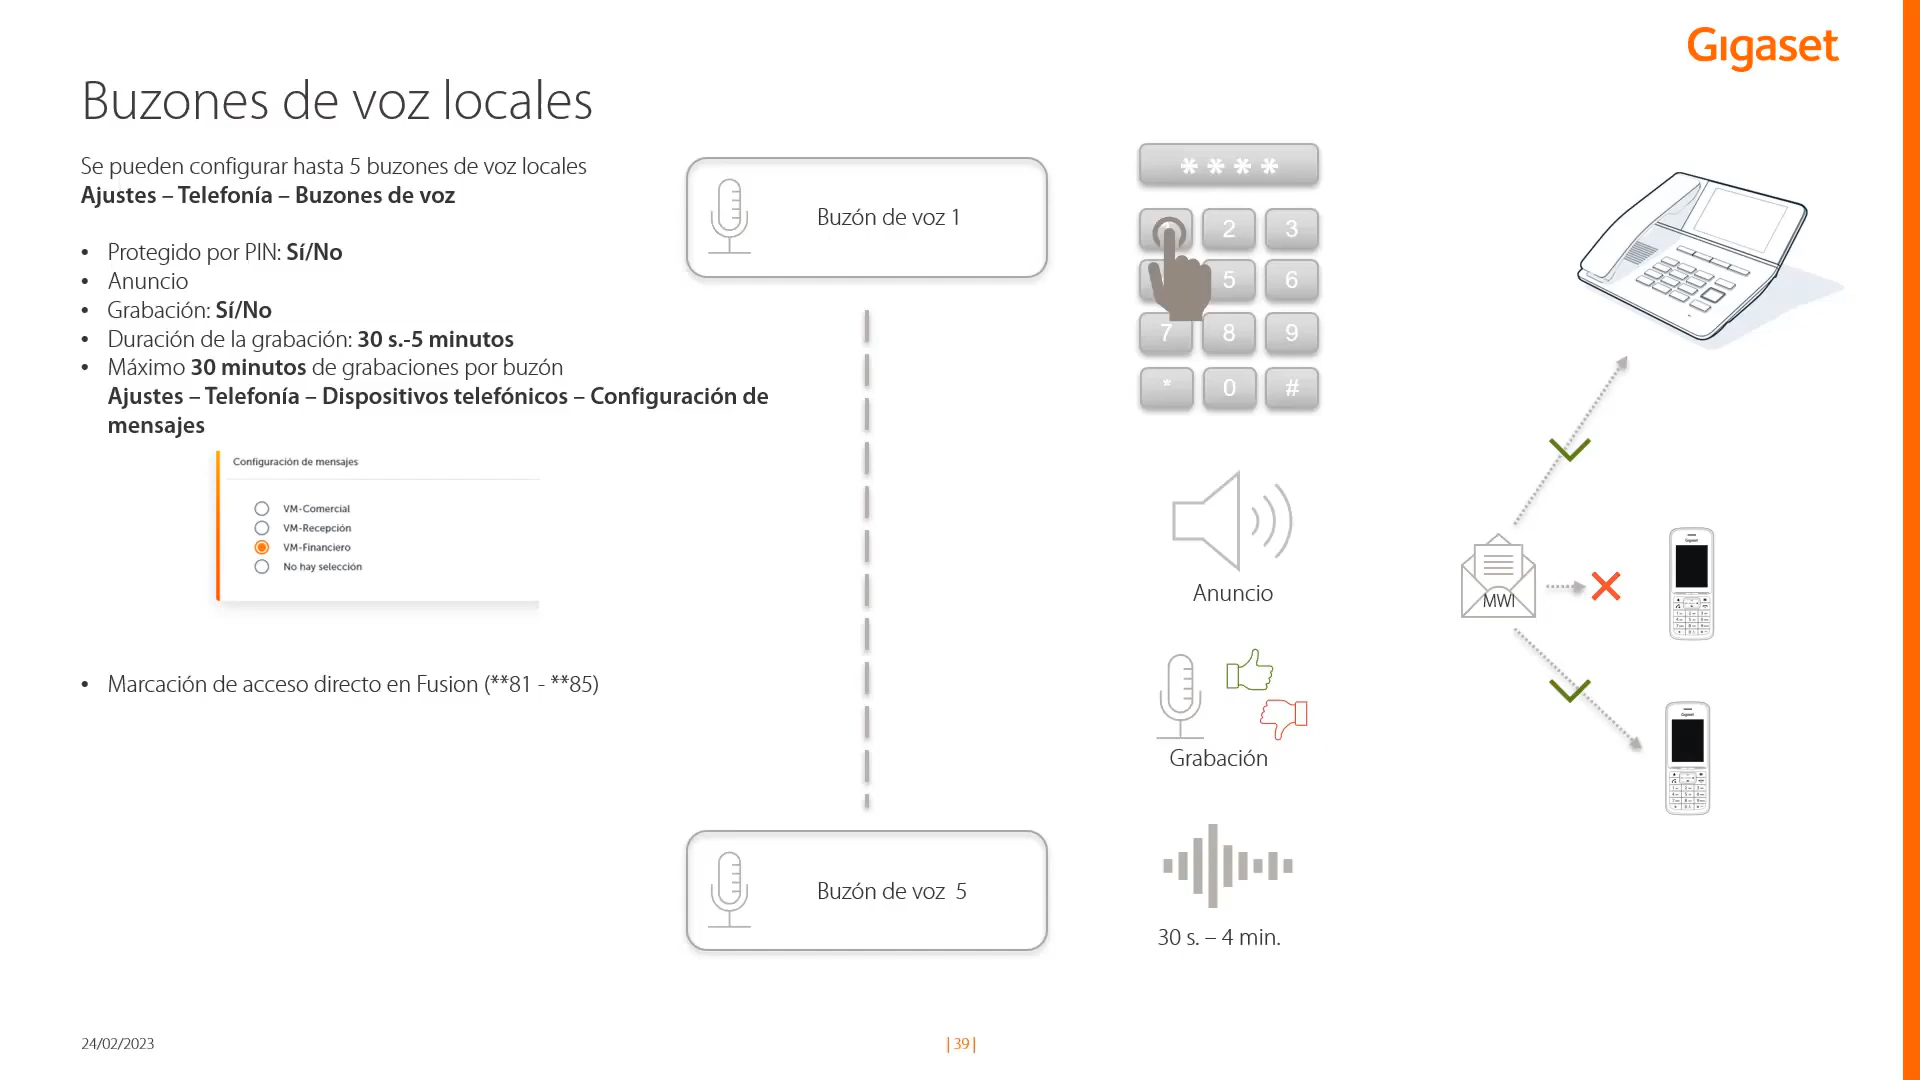 Gigaset
Buzones de voz locales
Se pueden configurar hasta 5 buzones de voz locales
Ajustes – Telefonía – Buzones de voz
• Protegido por PIN: Sí/No
• Anuncio
• Grabación: Sí/No
• Duración de la grabación: 30 s.-5 minutos
• Máximo 30 minutos de grabaciones por buzón
Ajustes – Telefonía – Dispositivos telefónicos – Configuración de
mensajes
Configuración de mensajes
VM-Comercial
VM-Recepción
VM-Financiero
No hay selección
• Marcación de acceso directo en Fusion (**81 - **85)
Buzón de voz 1
Buzón de voz 5
* * * *
2 3
5 6
7 8 9
* 0 #
Anuncio
Grabación
30 s. – 4 min.
MWI
Gigaset
Gigaset
24/02/2023
| 39 |